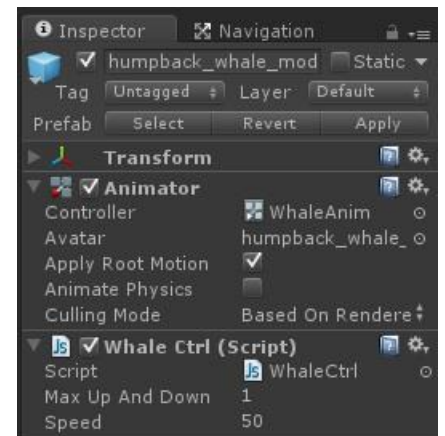 Inspector Navigation
humpback_whale_mod Static
Tag Untagged Layer Default
Prefab Select Revert Apply
Transform
Animator
Controller WhaleAnim
Avatar humpback_whale_
Apply Root Motion
Animate Physics
Culling Mode Based On Rendere
Js Whale Ctrl (Script)
Script Js WhaleCtrl
Max Up And Down 1
Speed 50